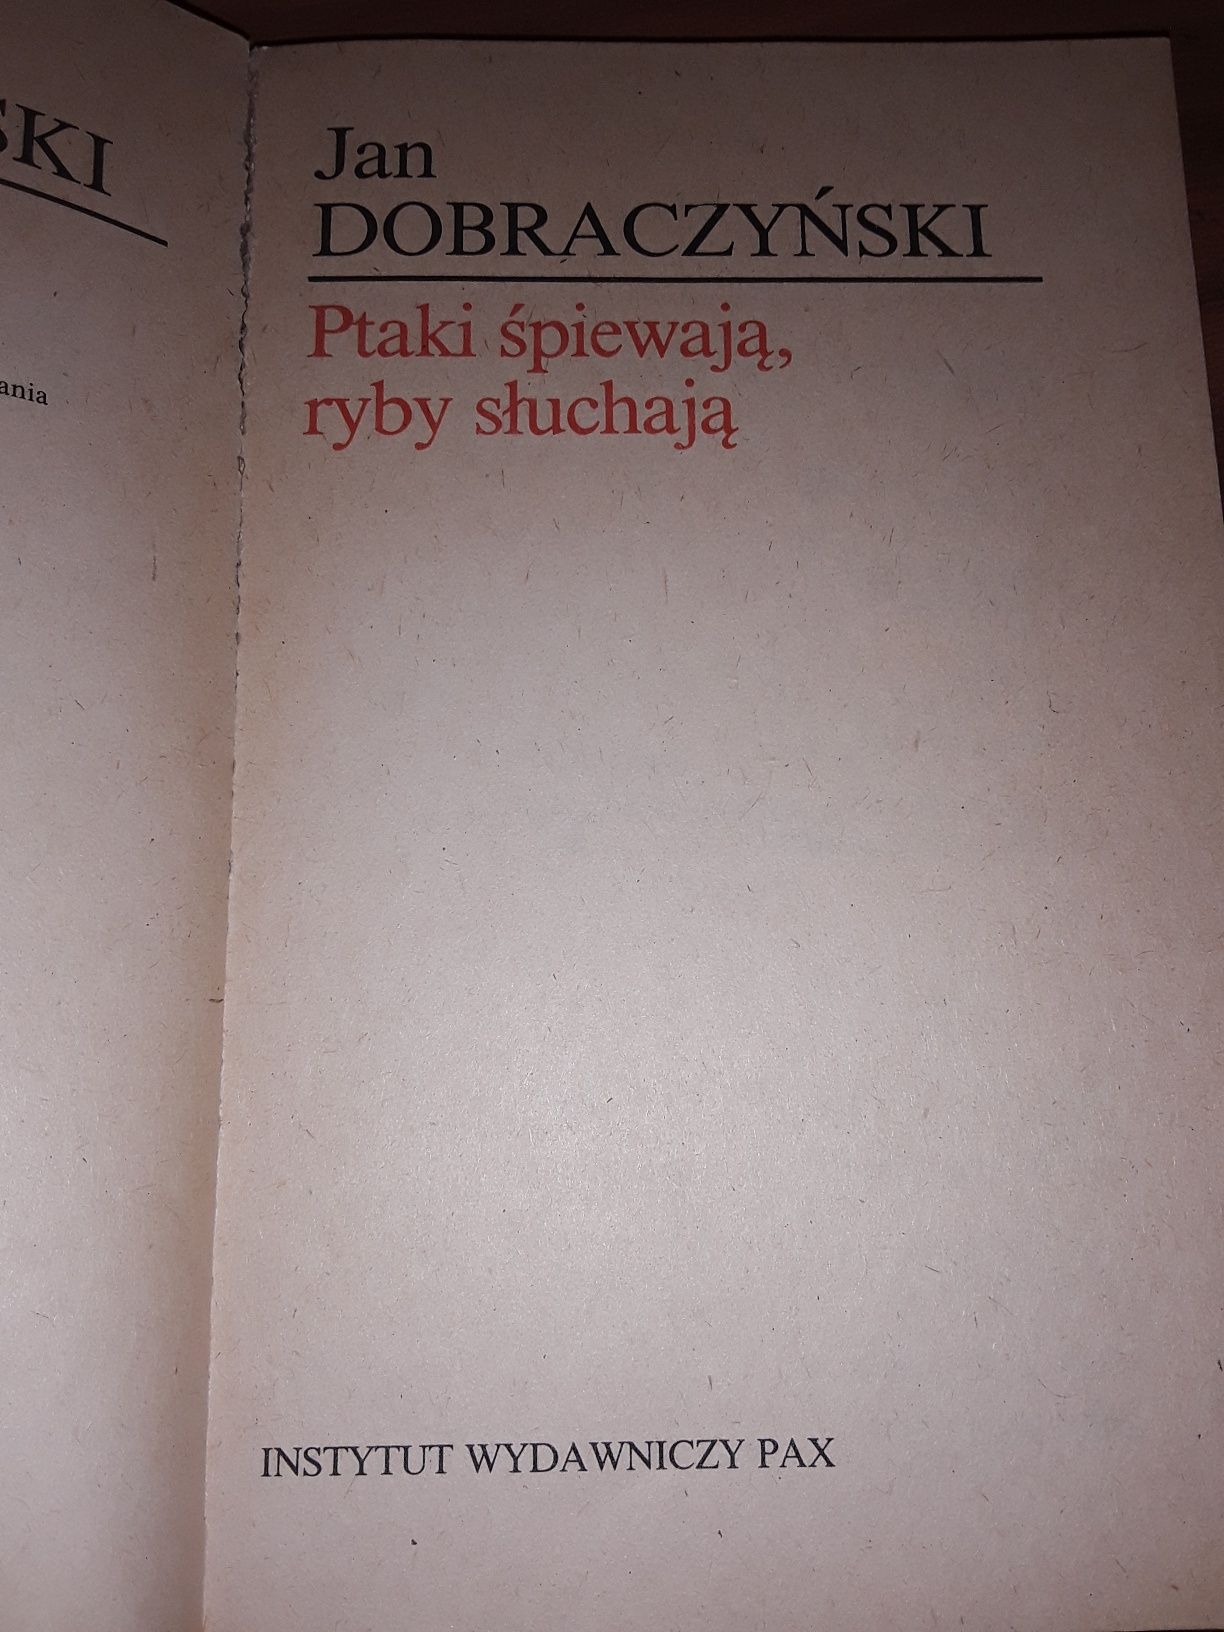 SKI
ania
Jan
DOBRACZYŃSKI
Ptaki śpiewają,
ryby słuchają
INSTYTUT WYDAWNICZY PAX